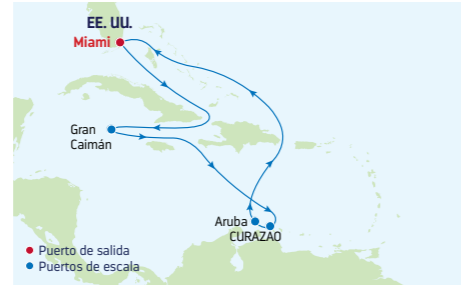 EE. UU.
Miami
Gran
Caimán
Aruba
CURAZAO
Puerto de salida
Puertos de escala